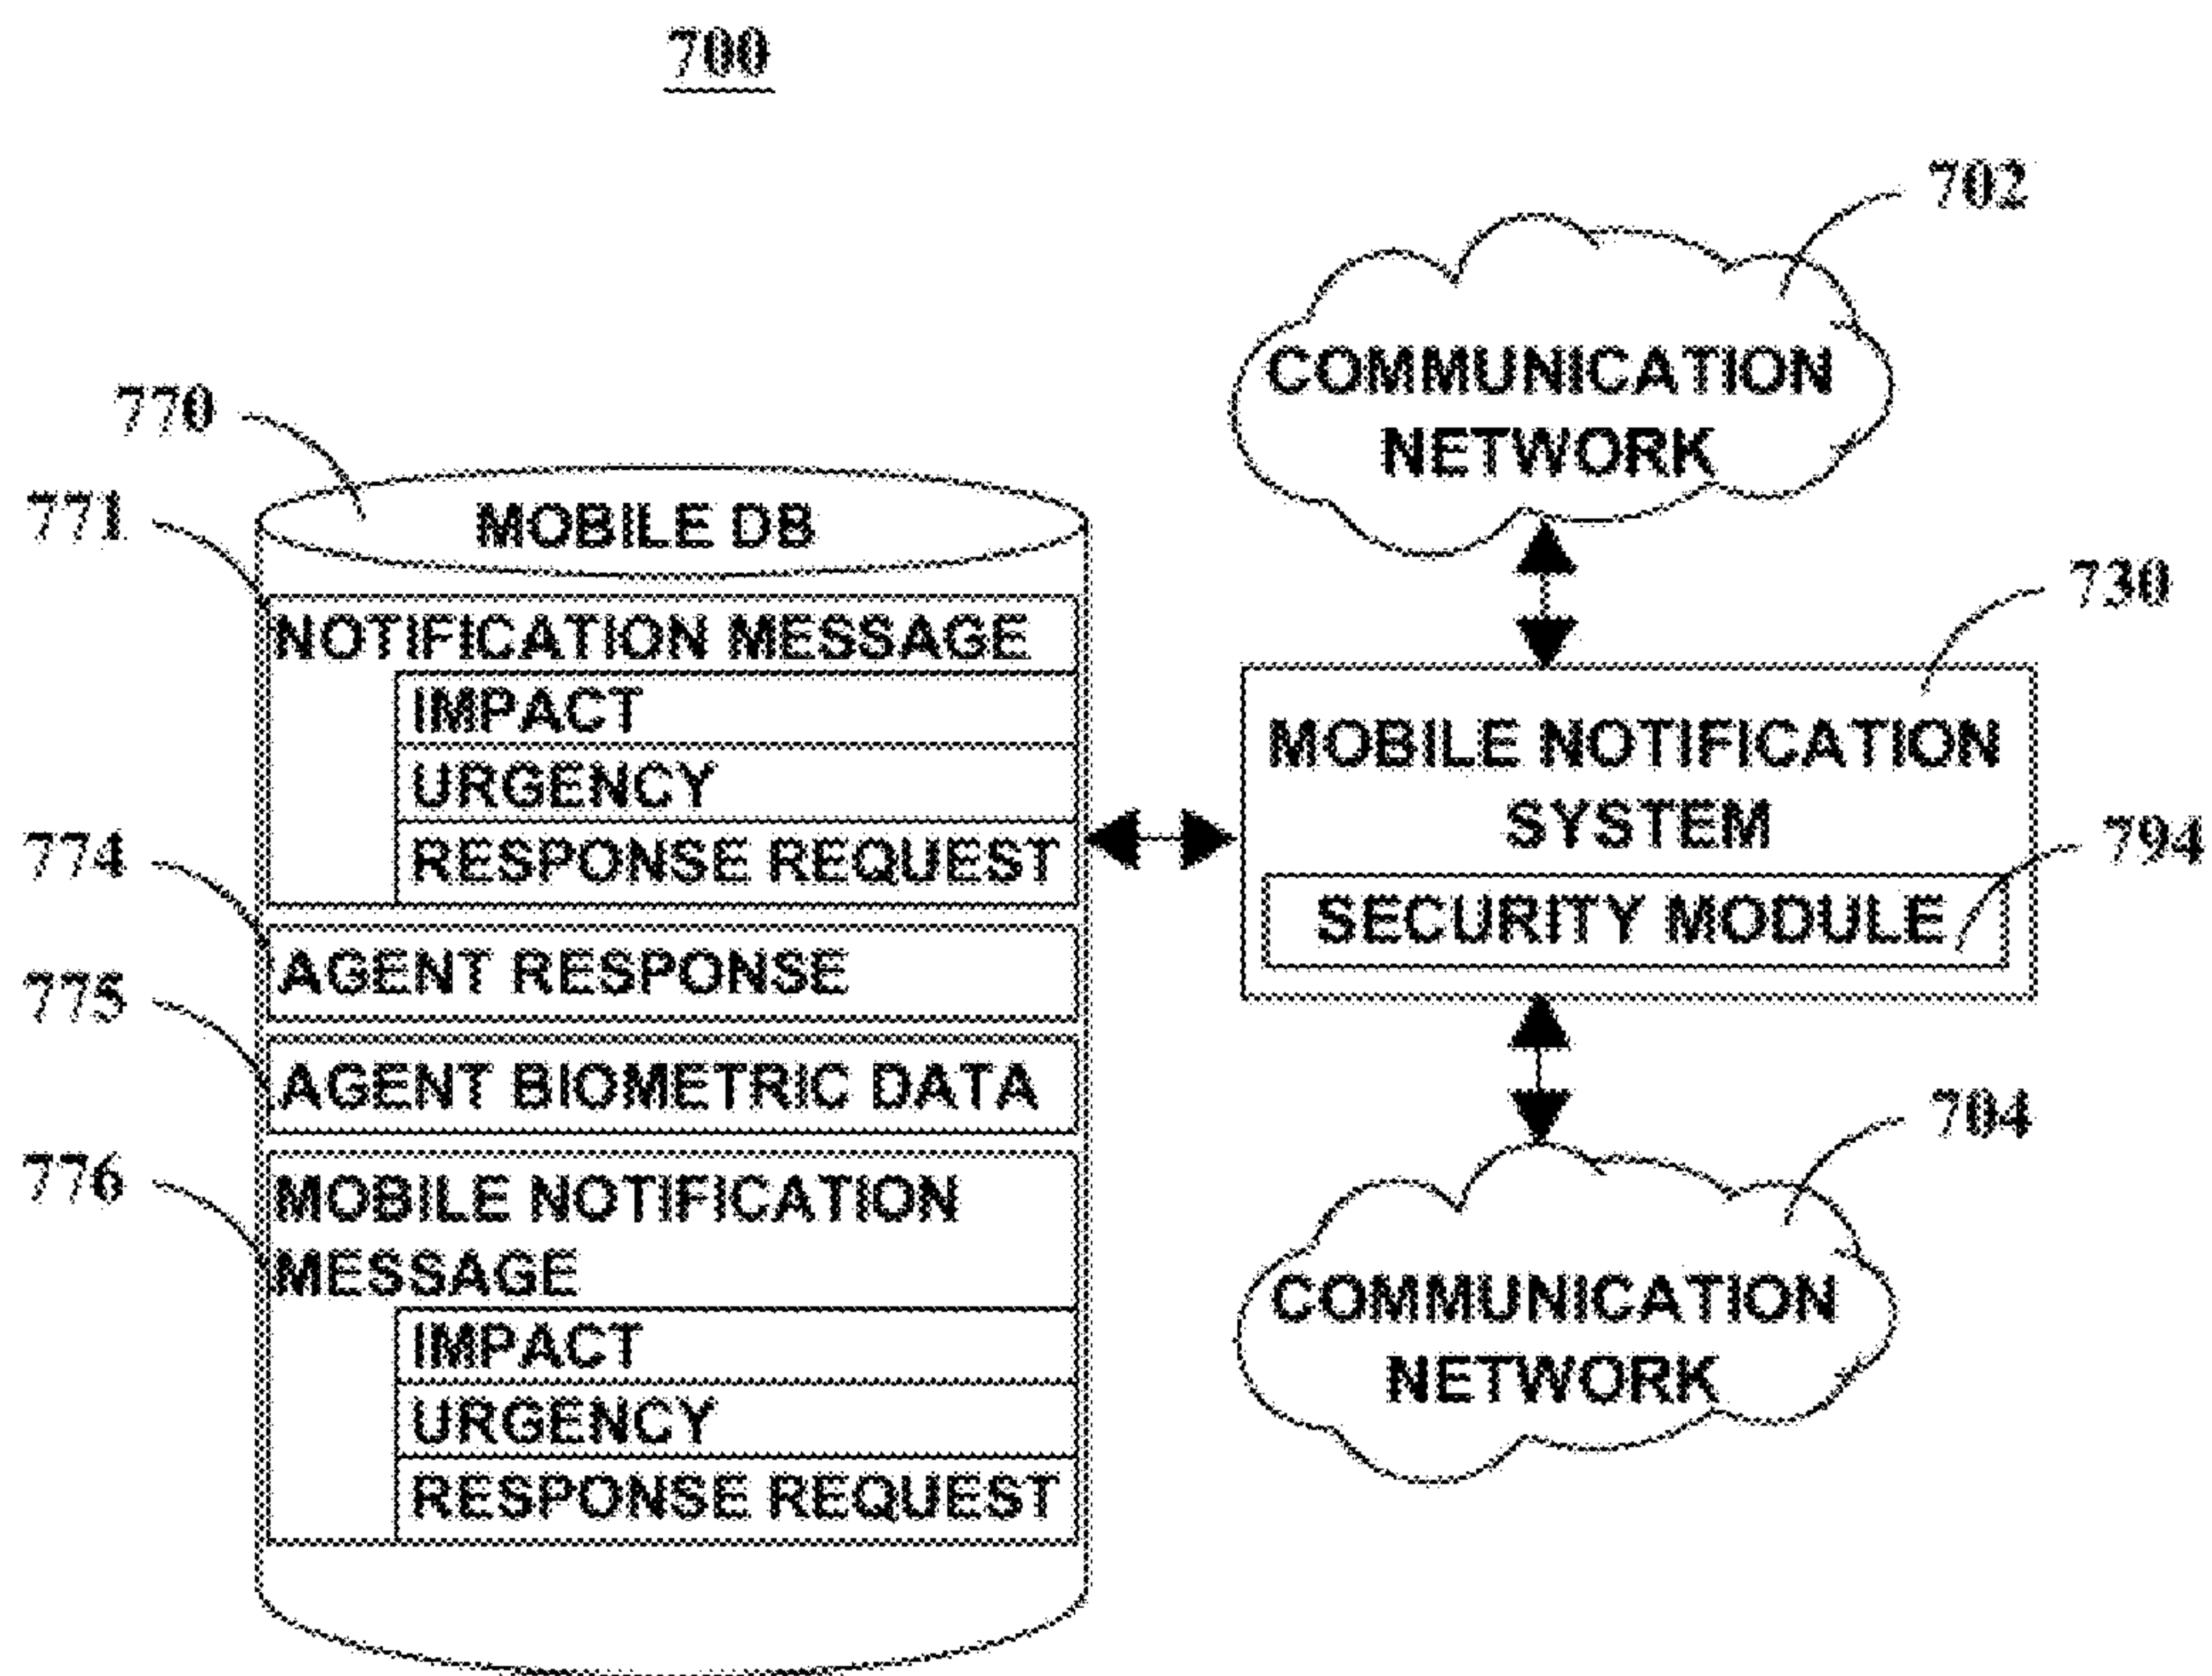 700
702
COMMUNICATION
NETWORK
770
771
MOBILE DB
NOTIFICATION MESSAGE
IMPACT
URGENCY
RESPONSE REQUEST
774
AGENT RESPONSE
775
AGENT BIOMETRIC DATA
776
MOBILE NOTIFICATION
MESSAGE
IMPACT
URGENCY
RESPONSE REQUEST
730
MOBILE NOTIFICATION
SYSTEM
794
SECURITY MODULE
704
COMMUNICATION
NETWORK